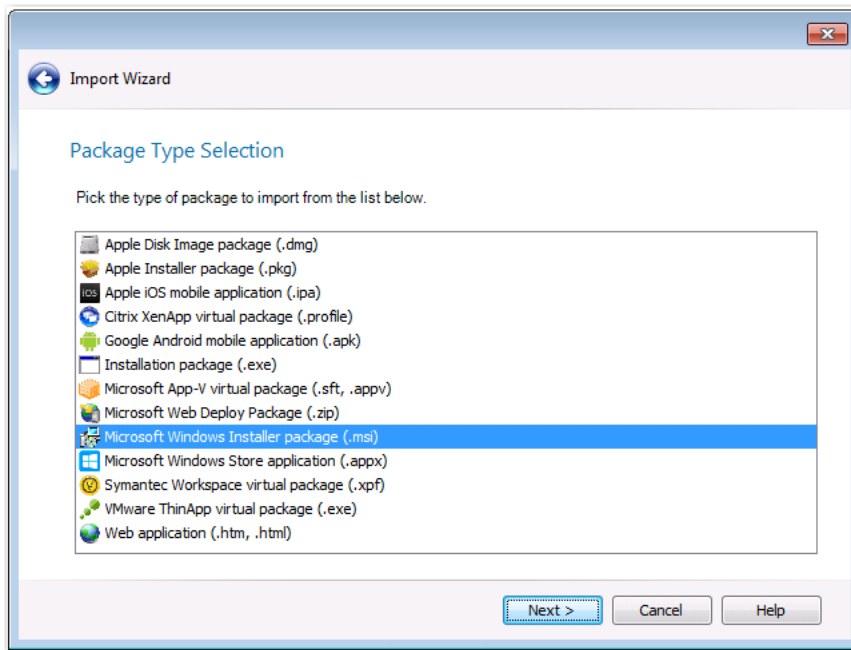 Import Wizard
Package Type Selection
Pick the type of package to import from the list below.
Apple Disk Image package (.dmg)
Apple Installer package (.pkg)
iOS Apple iOS mobile application (.ipa)
Citrix XenApp virtual package (.profile)
Google Android mobile application (.apk)
Installation package (.exe)
Microsoft App-V virtual package (.sft, .appv)
Microsoft Web Deploy Package (.zip)
Microsoft Windows Installer package (.msi)
Microsoft Windows Store application (.appx)
Symantec Workspace virtual package (.xpf)
VMware ThinApp virtual package (.exe)
Web application (.htm, .html)
Next > Cancel Help